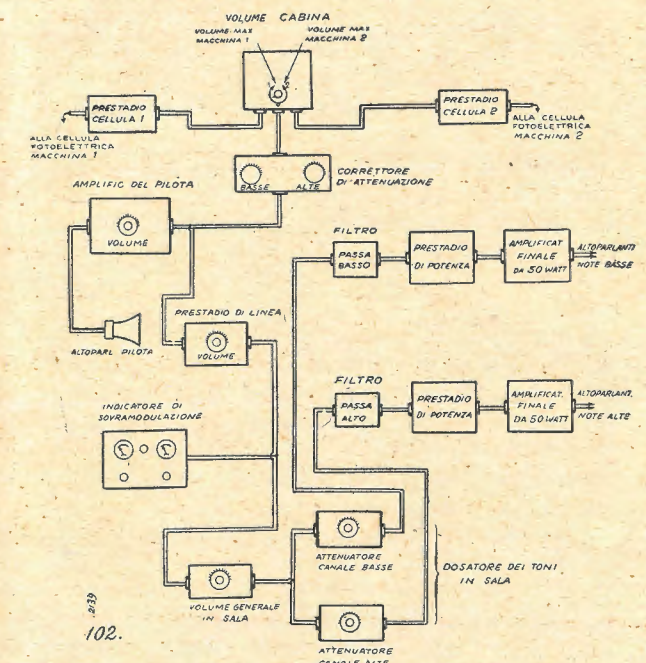 VOLUME CABINA
VOLUME MAX
MACCHINA 1
VOLUME MAX
MACCHINA 2
PRESTADIO
CELLULA 1
PRESTADIO
CELLULA 2
ALLA CELLULA
FOTOELETTRICA
MACCHINA 1
ALLA CELLULA
FOTOELETTRICA
MACCHINA 2
BASSE
ALTE
CORRETTORE
DI ATTENUAZIONE
AMPLIFIC DEL PILOTA
VOLUME
ALTOPARL PILOTA
PRESTADIO DI LINEA
VOLUME
FILTRO
PASSA
BASSO
PRESTADIO
DI POTENZA
AMPLIFICAT
FINALE
DA 50 WATT
ALTOPARLANTI
NOTE BASSE
FILTRO
PASSA
ALTO
PRESTADIO
DI POTENZA
AMPLIFICAT.
FINALE
DA 50 WATT
ALTOPARLANT.
NOTE ALTE
INDICATORE DI
SOVRAMODULAZIONE
ATTENUATORE
CANALE BASSE
DOSATORE DEI TONI
IN SALA
VOLUME GENERALE
IN SALA
ATTENUATORE
CANALE ALTE
2139
102.